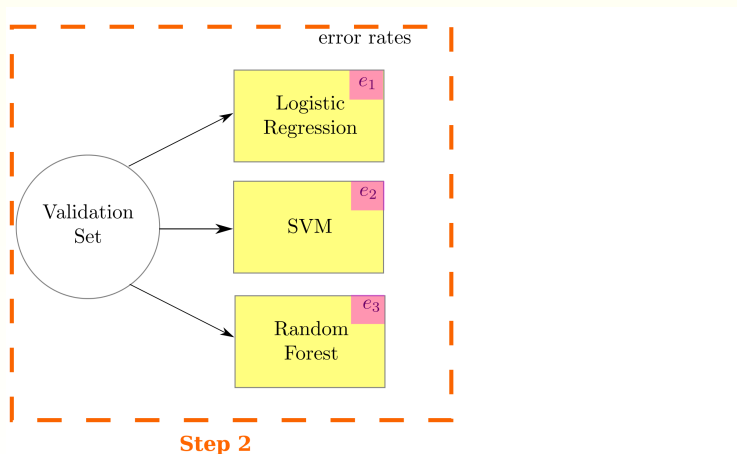 error rates
e1
Logistic
Regression
e2
Validation
Set
SVM
e3
Random
Forest
Step 2